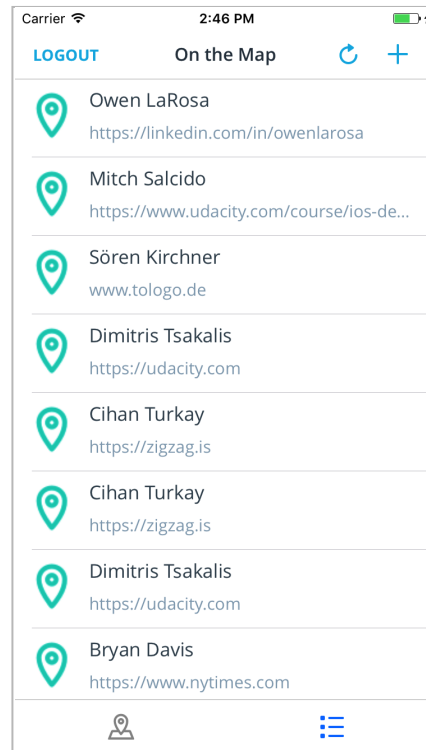 Carrier 2:46 PM
LOGOUT On the Map
Owen LaRosa
https://linkedin.com/in/owenlarosa
Mitch Salcido
https://www.udacity.com/course/ios-de...
Sören Kirchner
www.tologo.de
Dimitris Tsakalis
https://udacity.com
Cihan Turkay
https://zigzag.is
Cihan Turkay
https://zigzag.is
Dimitris Tsakalis
https://udacity.com
Bryan Davis
https://www.nytimes.com